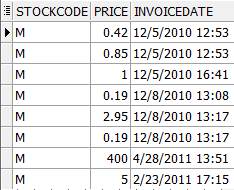 STOCKCODE PRICE INVOICEDATE
M 0.42 12/5/2010 12:53
M 0.85 12/5/2010 12:53
M 1 12/5/2010 16:41
M 0.19 12/8/2010 13:08
M 2.95 12/8/2010 13:17
M 0.19 12/8/2010 13:17
M 400 4/28/2011 13:51
M 5 2/23/2011 17:15